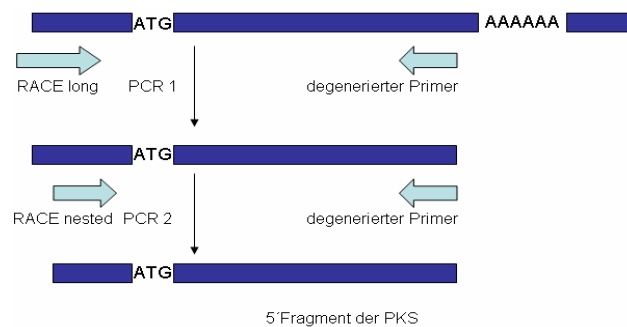 ATG AAAAAA
RACE long PCR 1 degenerierter Primer
ATG
RACE nested PCR 2 degenerierter Primer
ATG
5´Fragment der PKS